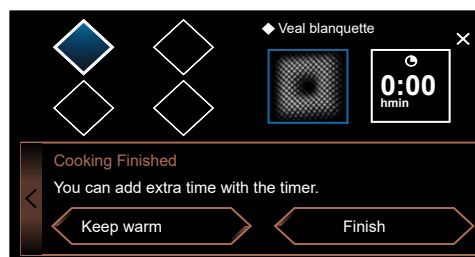 Veal blanquette
0:00
hmin
Cooking Finished
You can add extra time with the timer.
Keep warm
Finish